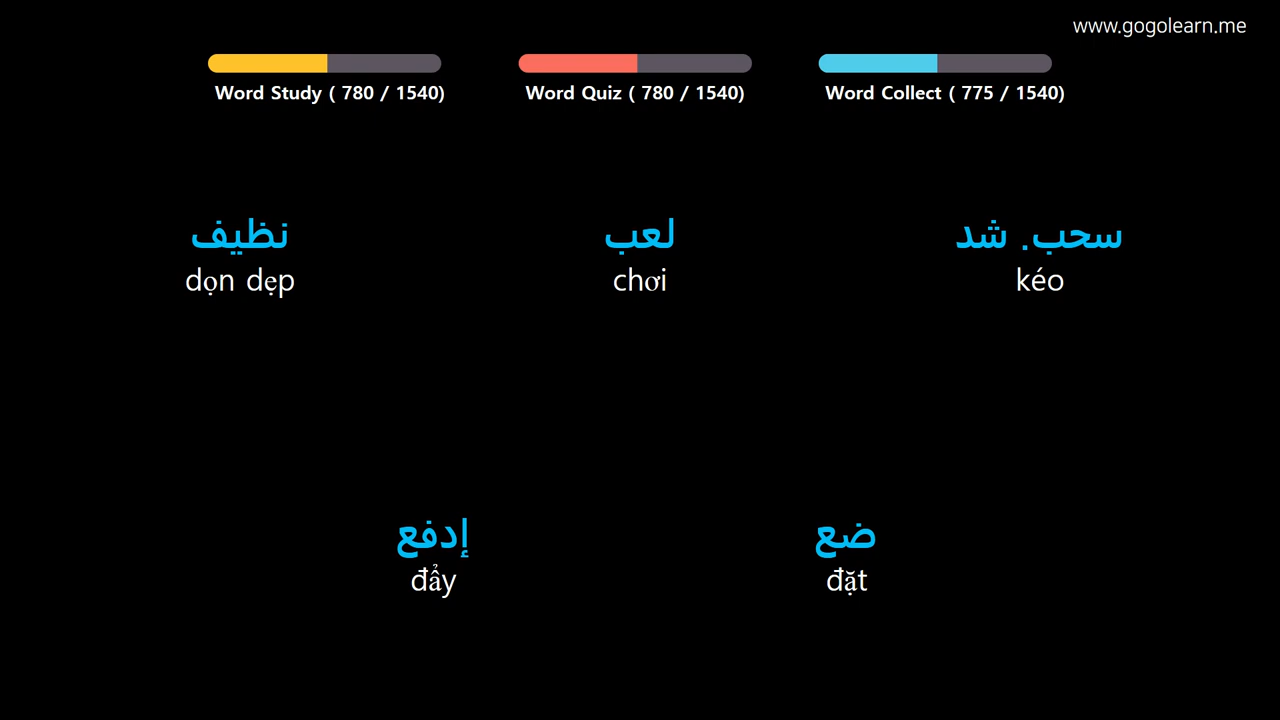 www.gogolearn.me
Word Study ( 780 / 1540)
Word Quiz ( 780 / 1540)
Word Collect ( 775 / 1540)
نظيف
dọn dẹp
لعب
chơi
سحب. شد
kéo
إدفع
đẩy
ضع
đặt